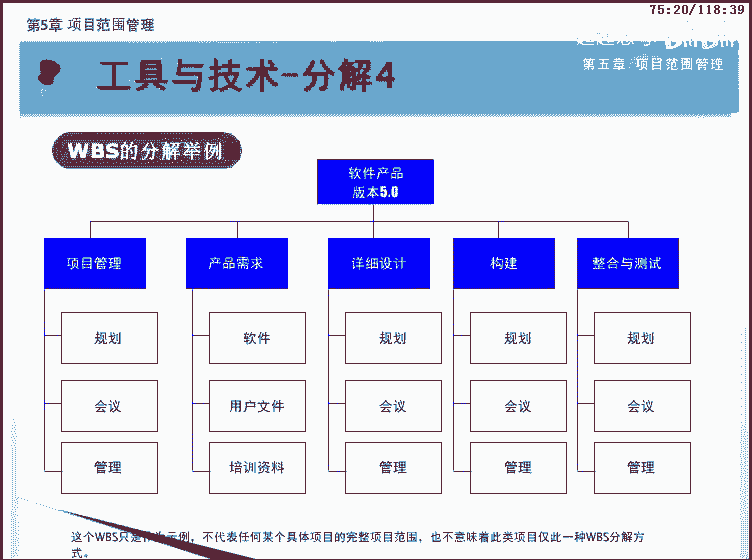 75:20/118:39
第5章 项目范围管理
第五章 项目范围管理
工具与技术-分解4
WBS的分解举例
软件产品
版本5.0
项目管理 产品需求 详细设计 构建 整合与测试
规划 软件 规划 规划 规划
会议 用户文件 会议 会议 会议
管理 培训资料 管理 管理 管理
这个WBS只是作为示例，不代表任何某个具体项目的完整项目范围，也不意味着此类项目仅此一种WBS分解方
式。